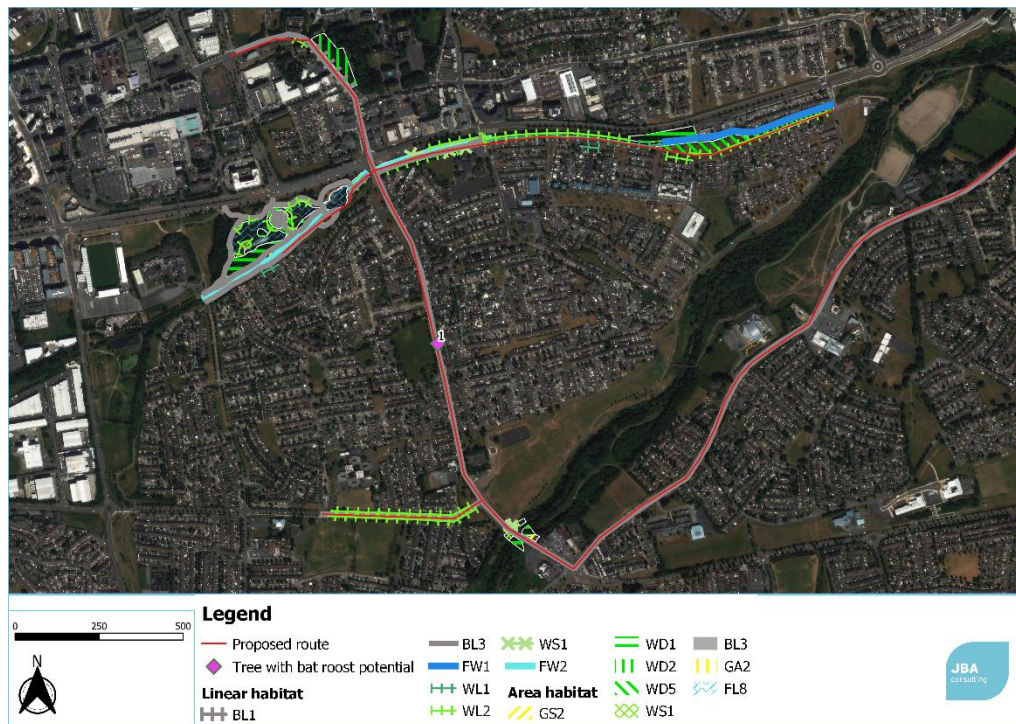 1
Legend
0 250 500
Proposed route
Tree with bat roost potential
Linear habitat
BL1
BL3
FW1
WL1
WL2
WS1
FW2
Area habitat
GS2
WD1
WD2
WD5
WS1
BL3
GA2
FL8
N
JBA
consulting